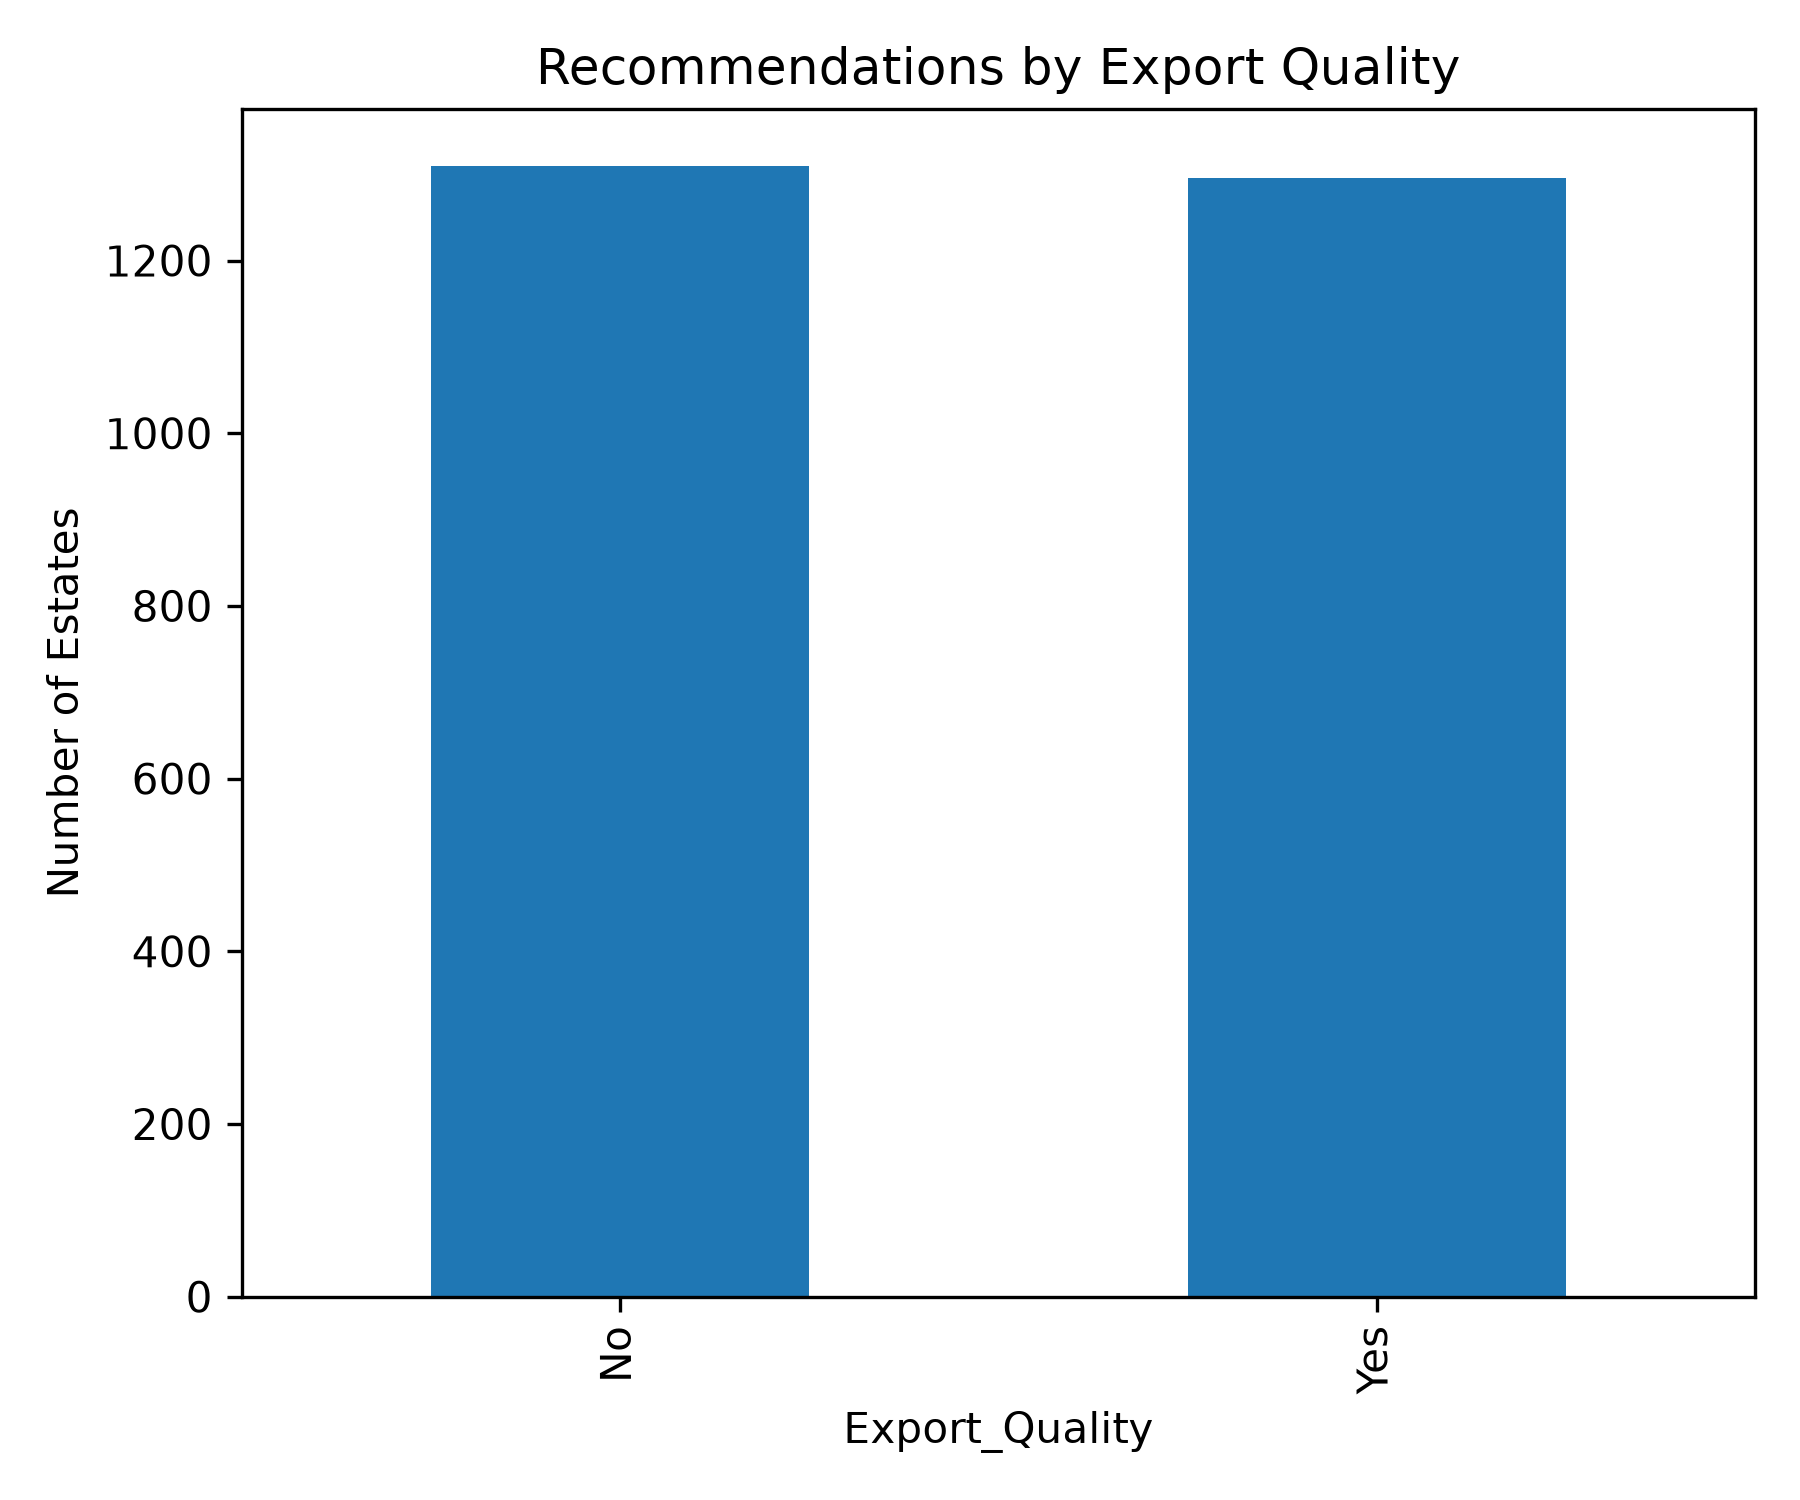 Recommendations by Export Quality
1200
1000
800
600
400
200
0
Number of Estates
No
Yes
Export_Quality